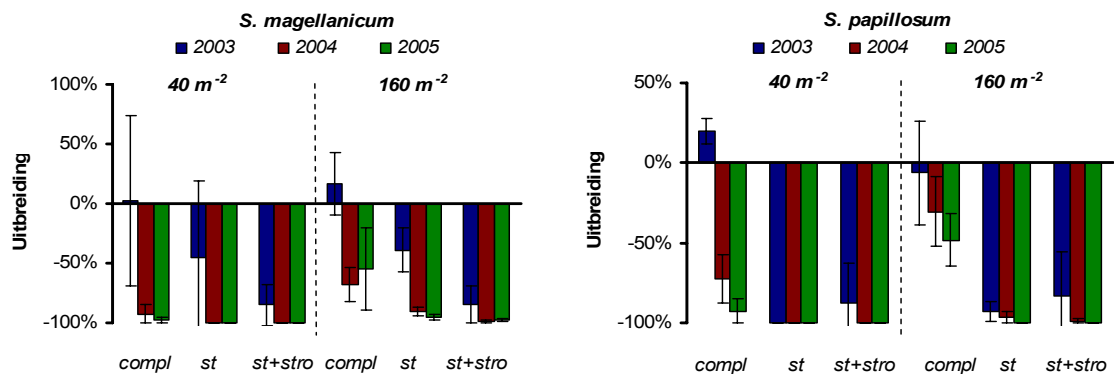 S. magellanicum
2003 2004 2005
40 m⁻² 160 m⁻²
100%
50%
0%
-50%
-100%
Uitbreiding
compl st st+stro compl st st+stro
S. papillosum
2003 2004 2005
40 m⁻² 160 m⁻²
50%
0%
-50%
-100%
Uitbreiding
compl st st+stro compl st st+stro